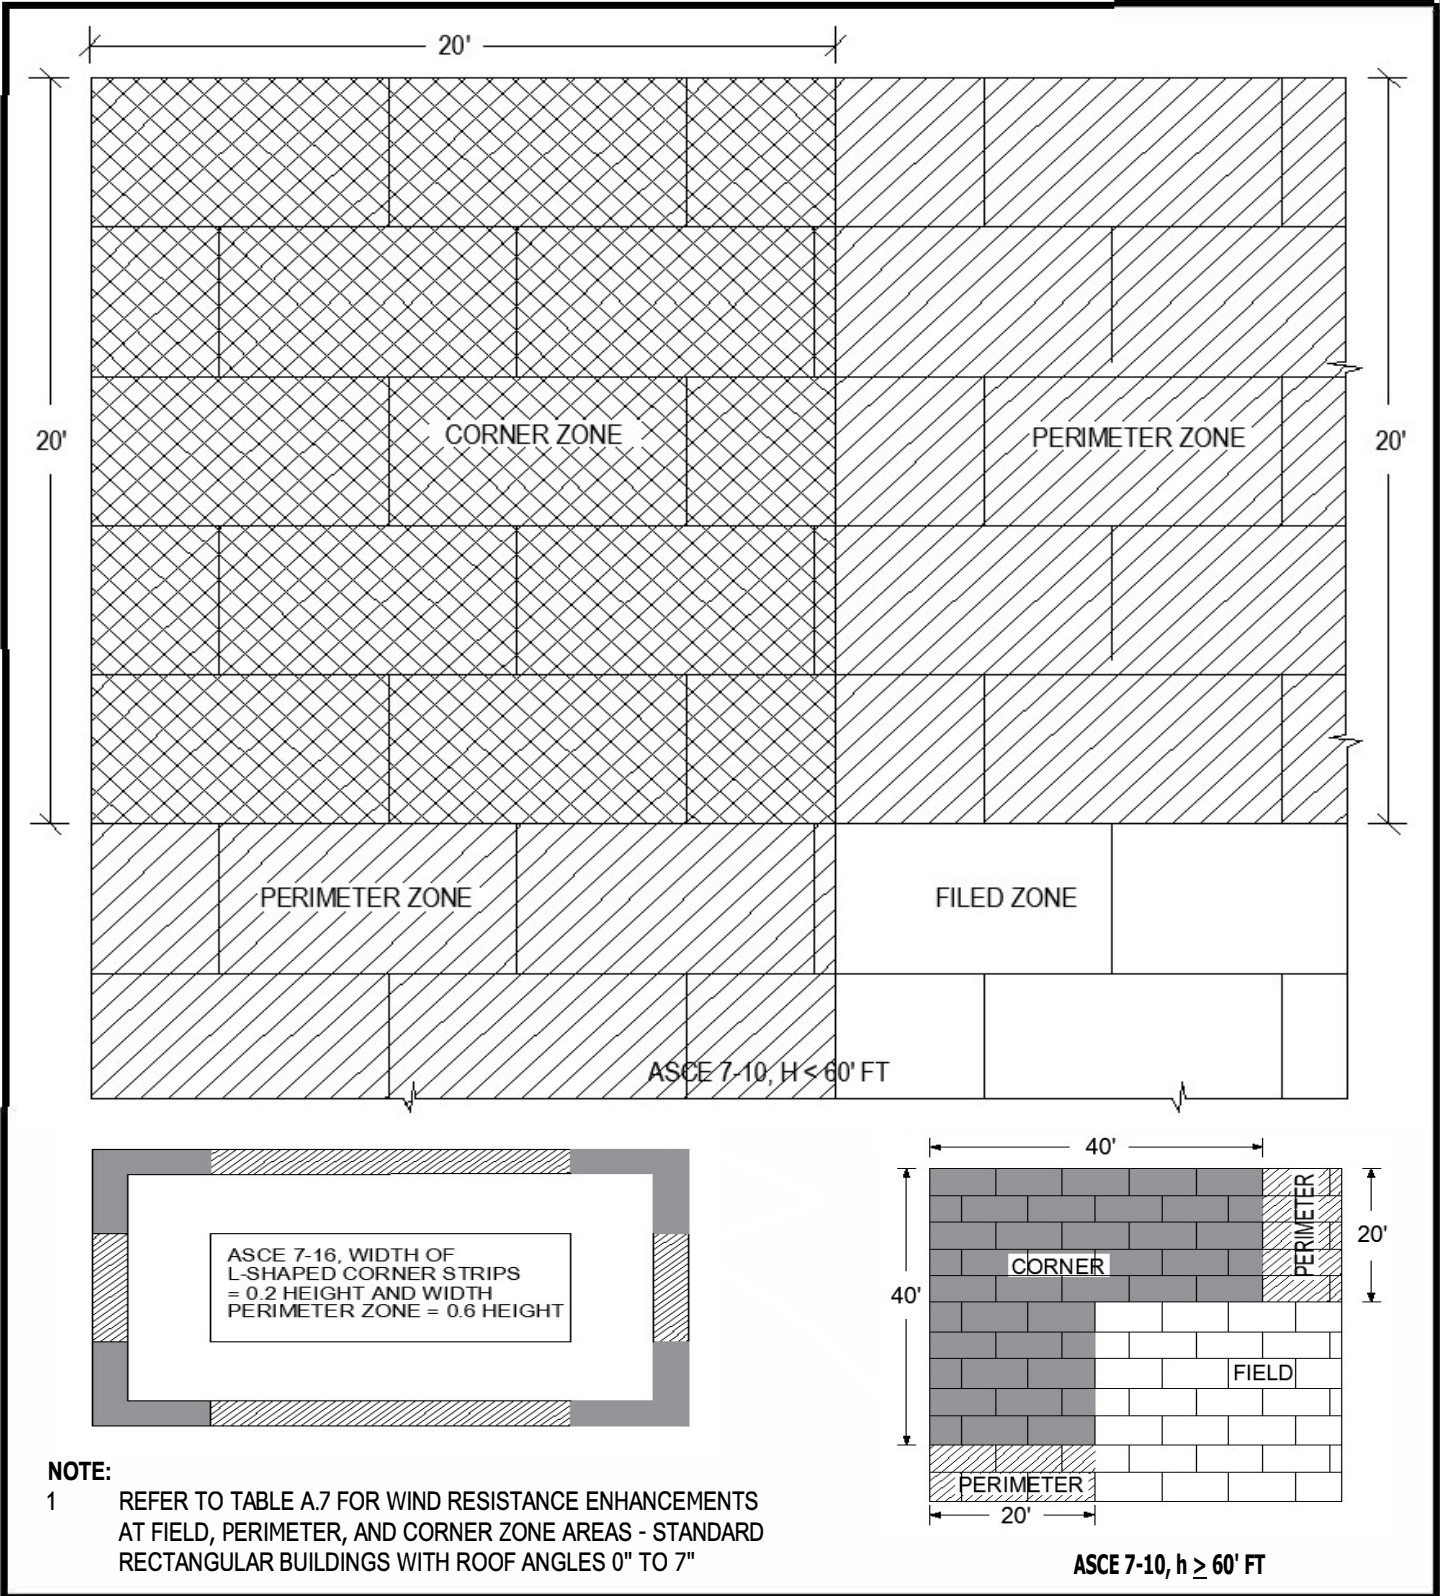 20'
20'
CORNER ZONE
PERIMETER ZONE
20'
PERIMETER ZONE
FILED ZONE
ASCE 7-10, H < 60' FT
ASCE 7-16, WIDTH OF
L-SHAPED CORNER STRIPS
= 0.2 HEIGHT AND WIDTH
PERIMETER ZONE = 0.6 HEIGHT
40'
PERIMETER
20'
CORNER
40'
FIELD
PERIMETER
20'
ASCE 7-10, h ≥ 60' FT
NOTE:
1 REFER TO TABLE A.7 FOR WIND RESISTANCE ENHANCEMENTS
AT FIELD, PERIMETER, AND CORNER ZONE AREAS - STANDARD
RECTANGULAR BUILDINGS WITH ROOF ANGLES 0" TO 7"